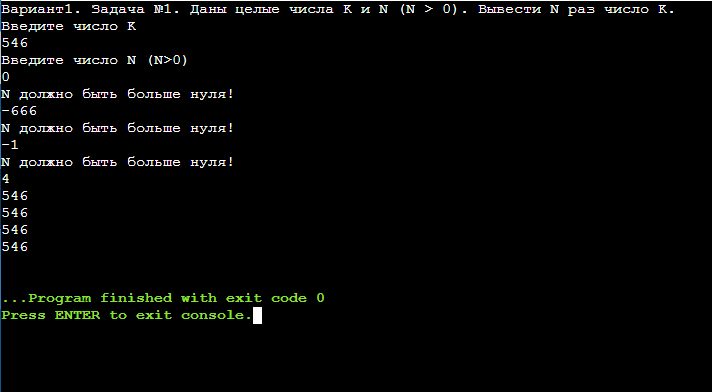 Вариант1. Задача №1. Даны целые числа K и N (N > 0). Вывести N раз число K.
Введите число K
546
Введите число N (N>0)
0
N должно быть больше нуля!
-666
N должно быть больше нуля!
-1
N должно быть больше нуля!
4
546
546
546
546
...Program finished with exit code 0
Press ENTER to exit console.